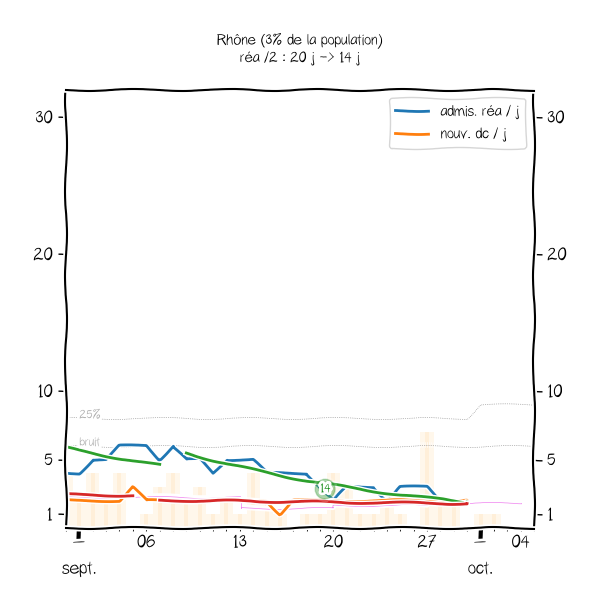 Rhône (3% de la population)
réa /2 : 20 j -> 14 j
admis. réa / j
nouv. dc / j
30
30
20
20
10
10
25%
bruit
5
5
14
1
1
— 06 13 20 27 — 04
sept. oct.